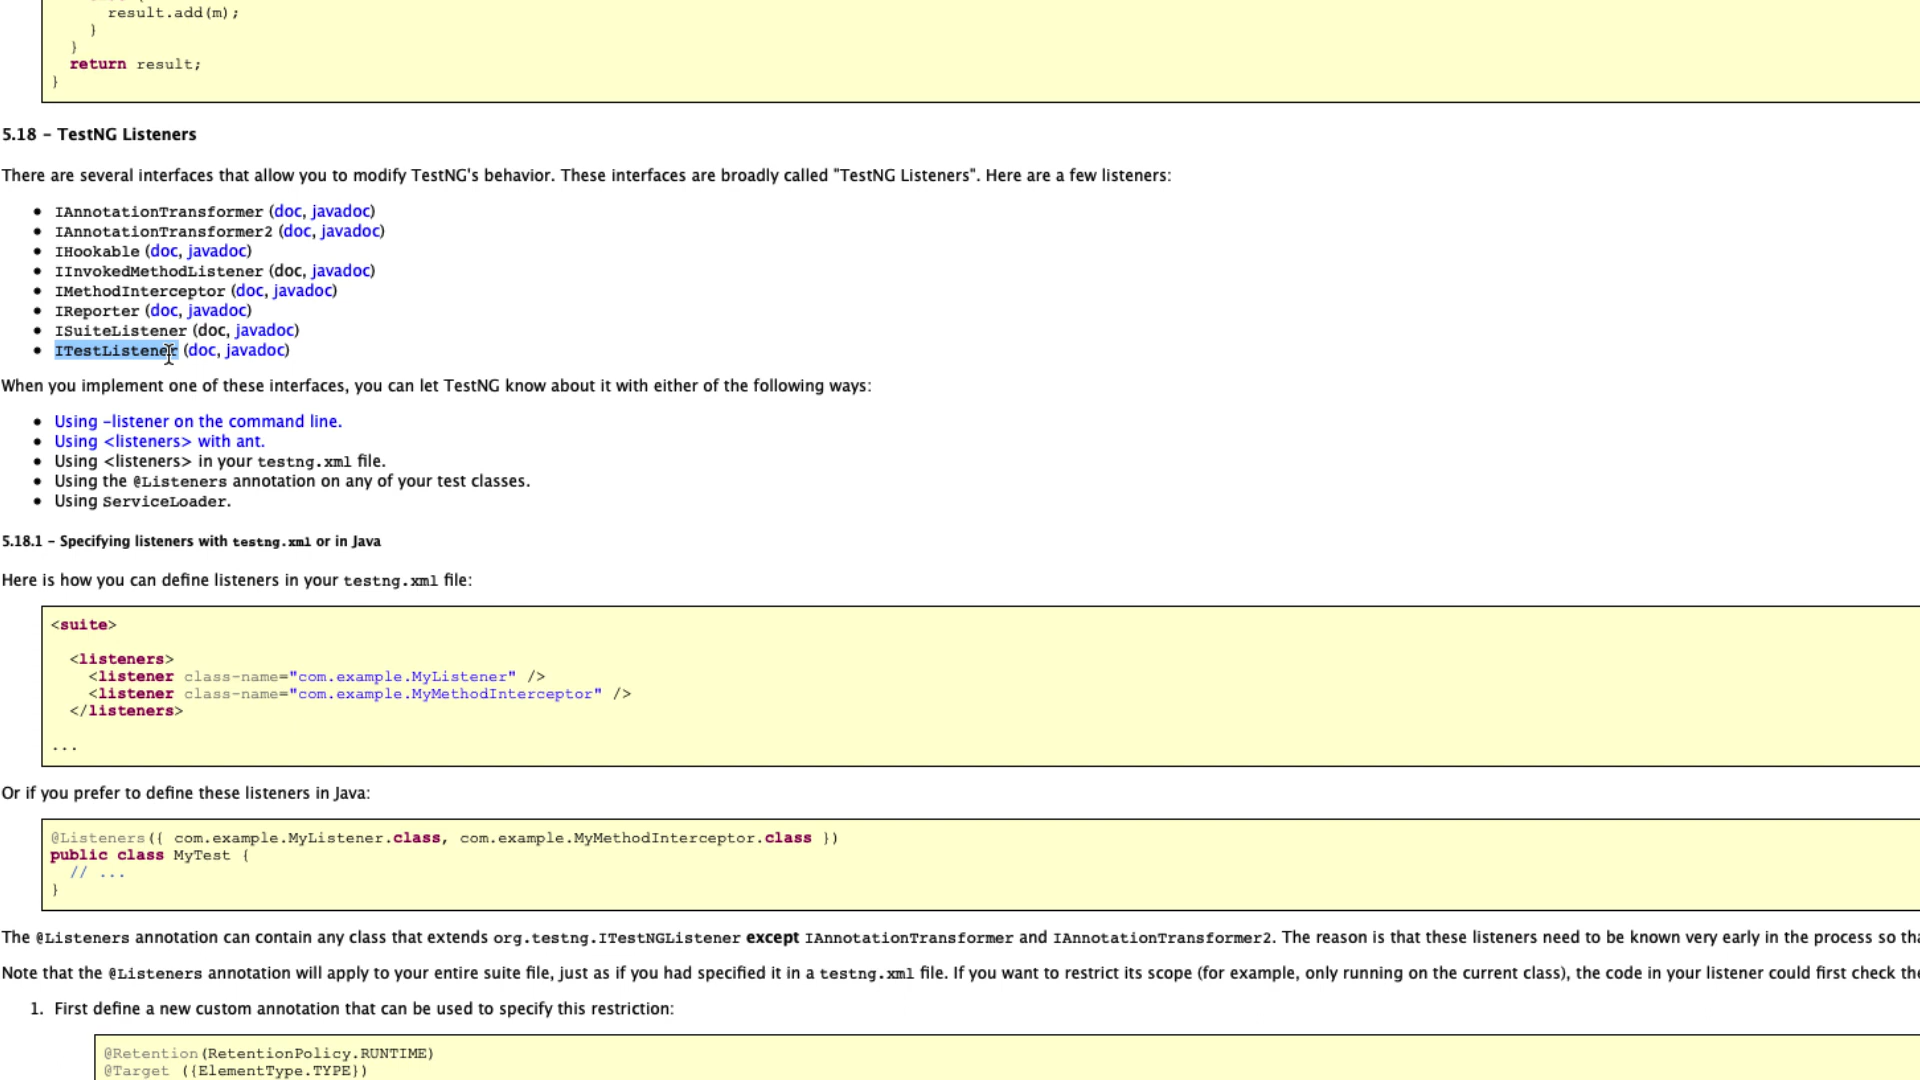 result.add(m);
}
}
return result;
}
5.18 - TestNG Listeners
There are several interfaces that allow you to modify TestNG's behavior. These interfaces are broadly called "TestNG Listeners". Here are a few listeners:
• IAnnotationTransformer (doc, javadoc)
• IAnnotationTransformer2 (doc, javadoc)
• IHookable (doc, javadoc)
• IInvokedMethodListener (doc, javadoc)
• IMethodInterceptor (doc, javadoc)
• IReporter (doc, javadoc)
• ISuiteListener (doc, javadoc)
• ITestListener (doc, javadoc)
When you implement one of these interfaces, you can let TestNG know about it with either of the following ways:
• Using -listener on the command line.
• Using <listeners> with ant.
• Using <listeners> in your testng.xml file.
• Using the @Listeners annotation on any of your test classes.
• Using ServiceLoader.
5.18.1 - Specifying listeners with testng.xml or in Java
Here is how you can define listeners in your testng.xml file:
<suite>
<listeners>
<listener class-name="com.example.MyListener" />
<listener class-name="com.example.MyMethodInterceptor" />
</listeners>
...
Or if you prefer to define these listeners in Java:
@Listeners({ com.example.MyListener.class, com.example.MyMethodInterceptor.class })
public class MyTest {
// ...
}
The @Listeners annotation can contain any class that extends org.testng.ITestNGListener except IAnnotationTransformer and IAnnotationTransformer2. The reason is that these listeners need to be known very early in the process so
Note that the @Listeners annotation will apply to your entire suite file, just as if you had specified it in a testng.xml file. If you want to restrict its scope (for example, only running on the current class), the code in your listener could first check
1. First define a new custom annotation that can be used to specify this restriction:
@Retention(RetentionPolicy.RUNTIME)
@Target ({ElementType.TYPE})